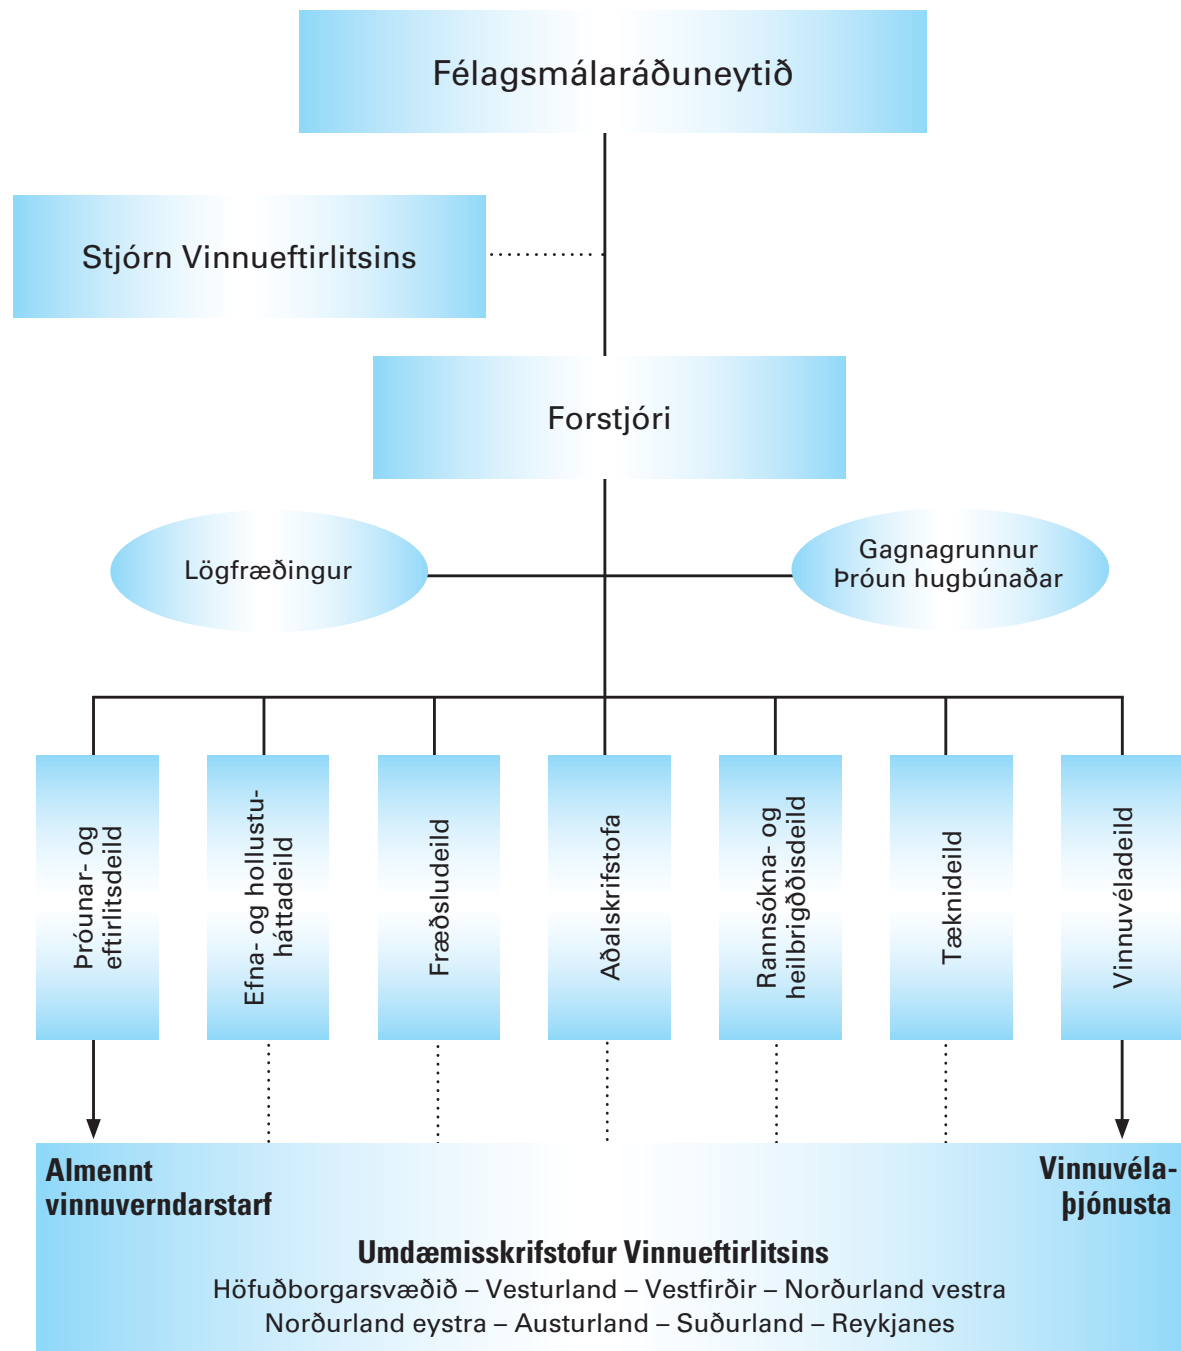 Félagsmálaráðuneytið
Stjórn Vinnueftirlitsins
Forstjóri
Lögfræðingur
Gagnagrunnur
Þróun hugbúnaðar
Þróunar- og
eftirlitsdeild
Efna- og hollustu-
háttadeild
Fræðsludeild
Aðalskrifstofa
Rannsókna- og
heilbrigððisdeild
Tæknideild
Vinnuvéladeild
Almennt
vinnuverndarstarf
Vinnuvéla-
þjónusta
Umdæmisskrifstofur Vinnueftirlitsins
Höfuðborgarsvæðið – Vesturland – Vestfirðir – Norðurland vestra
Norðurland eystra – Austurland – Suðurland – Reykjanes